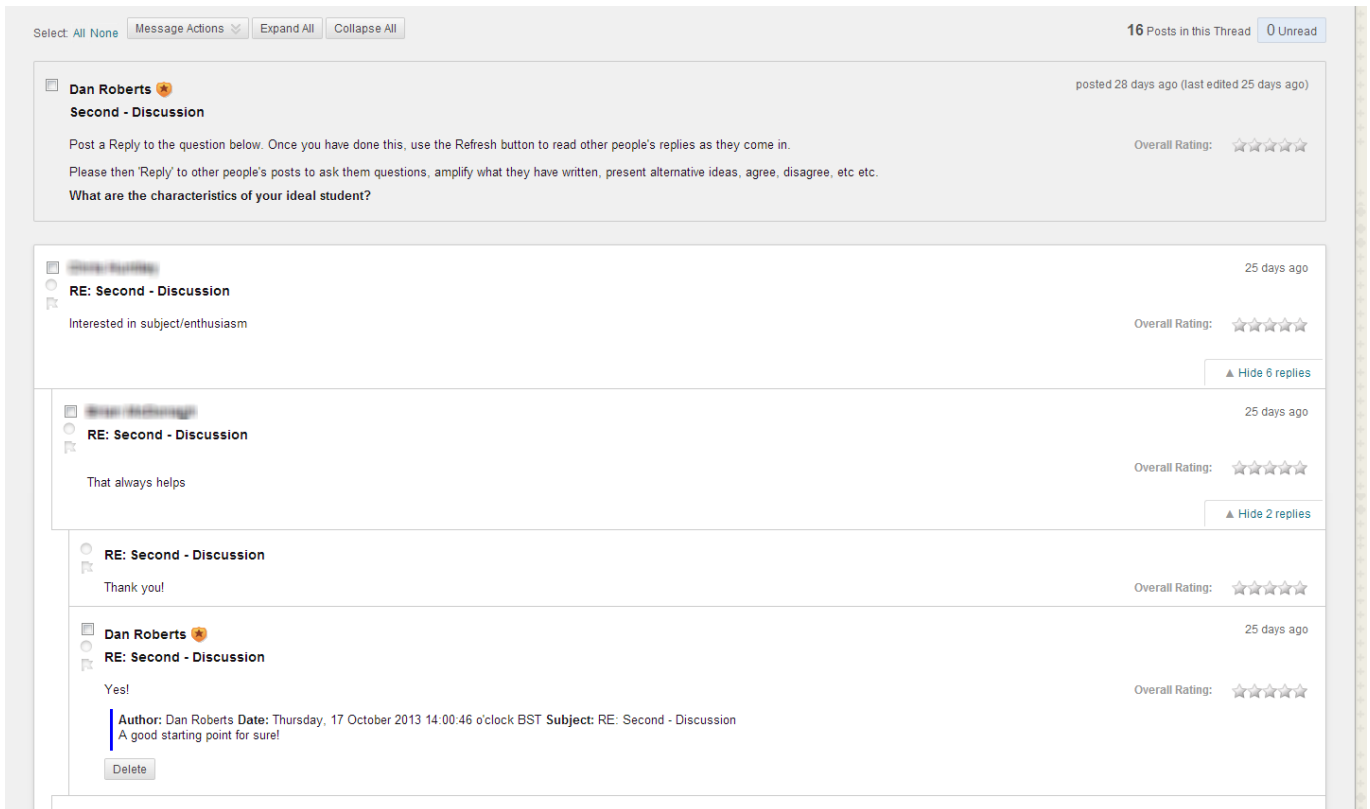 Select: All None Message Actions Expand All Collapse All 16 Posts in this Thread 0 Unread
Dan Roberts posted 28 days ago (last edited 25 days ago)
Second - Discussion
Post a Reply to the question below. Once you have done this, use the Refresh button to read other people's replies as they come in. Overall Rating:
Please then 'Reply' to other people's posts to ask them questions, amplify what they have written, present alternative ideas, agree, disagree, etc etc.
What are the characteristics of your ideal student?
25 days ago
RE: Second - Discussion
Interested in subject/enthusiasm Overall Rating:
Hide 6 replies
25 days ago
RE: Second - Discussion
Overall Rating:
That always helps
Hide 2 replies
RE: Second - Discussion
Thank you! Overall Rating:
Dan Roberts 25 days ago
RE: Second - Discussion
Yes! Overall Rating:
Author: Dan Roberts Date: Thursday, 17 October 2013 14:00:46 o'clock BST Subject: RE: Second - Discussion
A good starting point for sure!
Delete